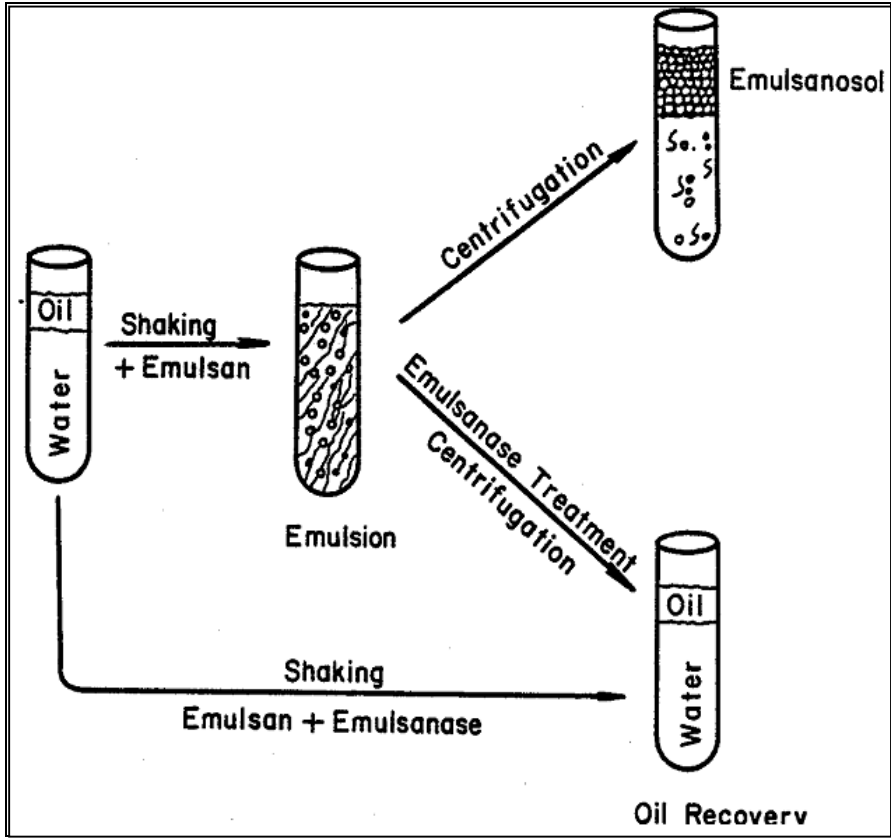 Oil
Water
Shaking
+ Emulsan
Emulsion
Centrifugation
Emulsanosol
Emulsanase Treatment
Centrifugation
Oil
Water
Shaking
Emulsan + Emulsanase
Oil Recovery